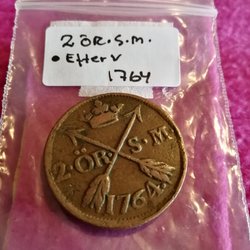 2 ÖR.S.M.
• Efter V
1764
2·ÖR· S·M·
1764